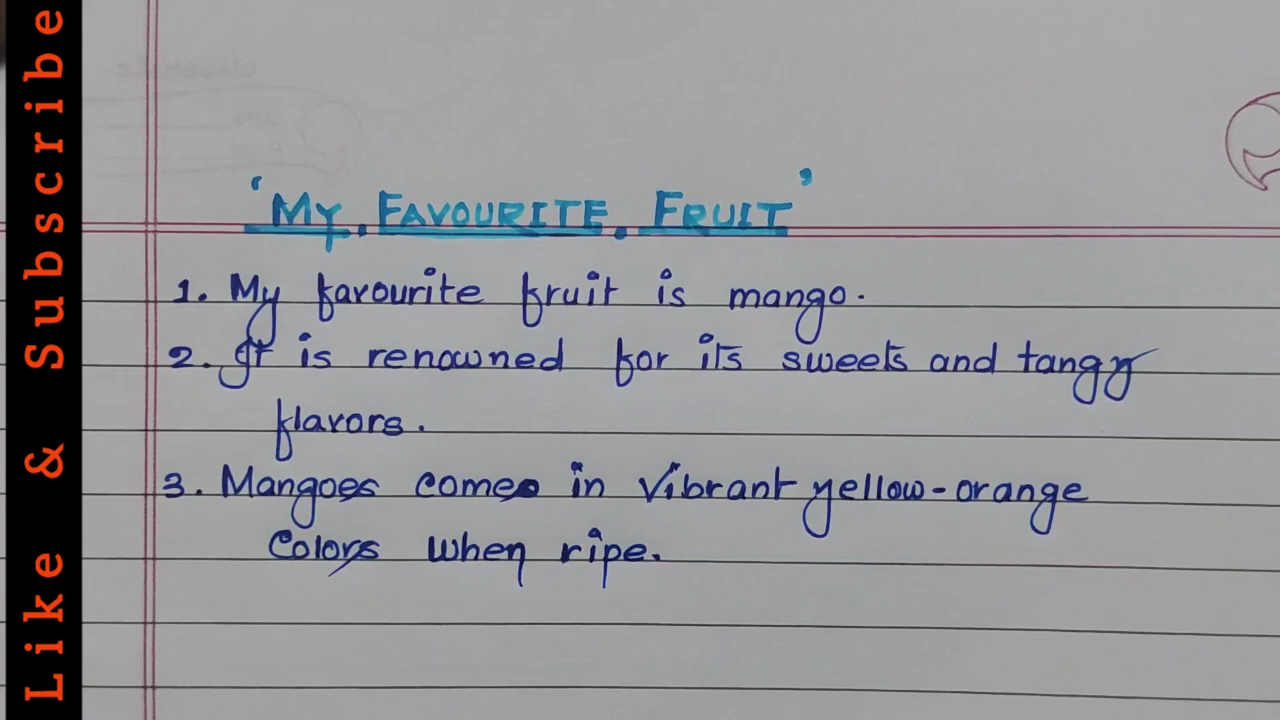 Like & Subscribe
'MY FAVOURITE FRUIT'
1. My favourite fruit is mango.
2. It is renowned for its sweets and tangy
flavors.
3. Mangoes come in vibrant yellow-orange
colors when ripe.